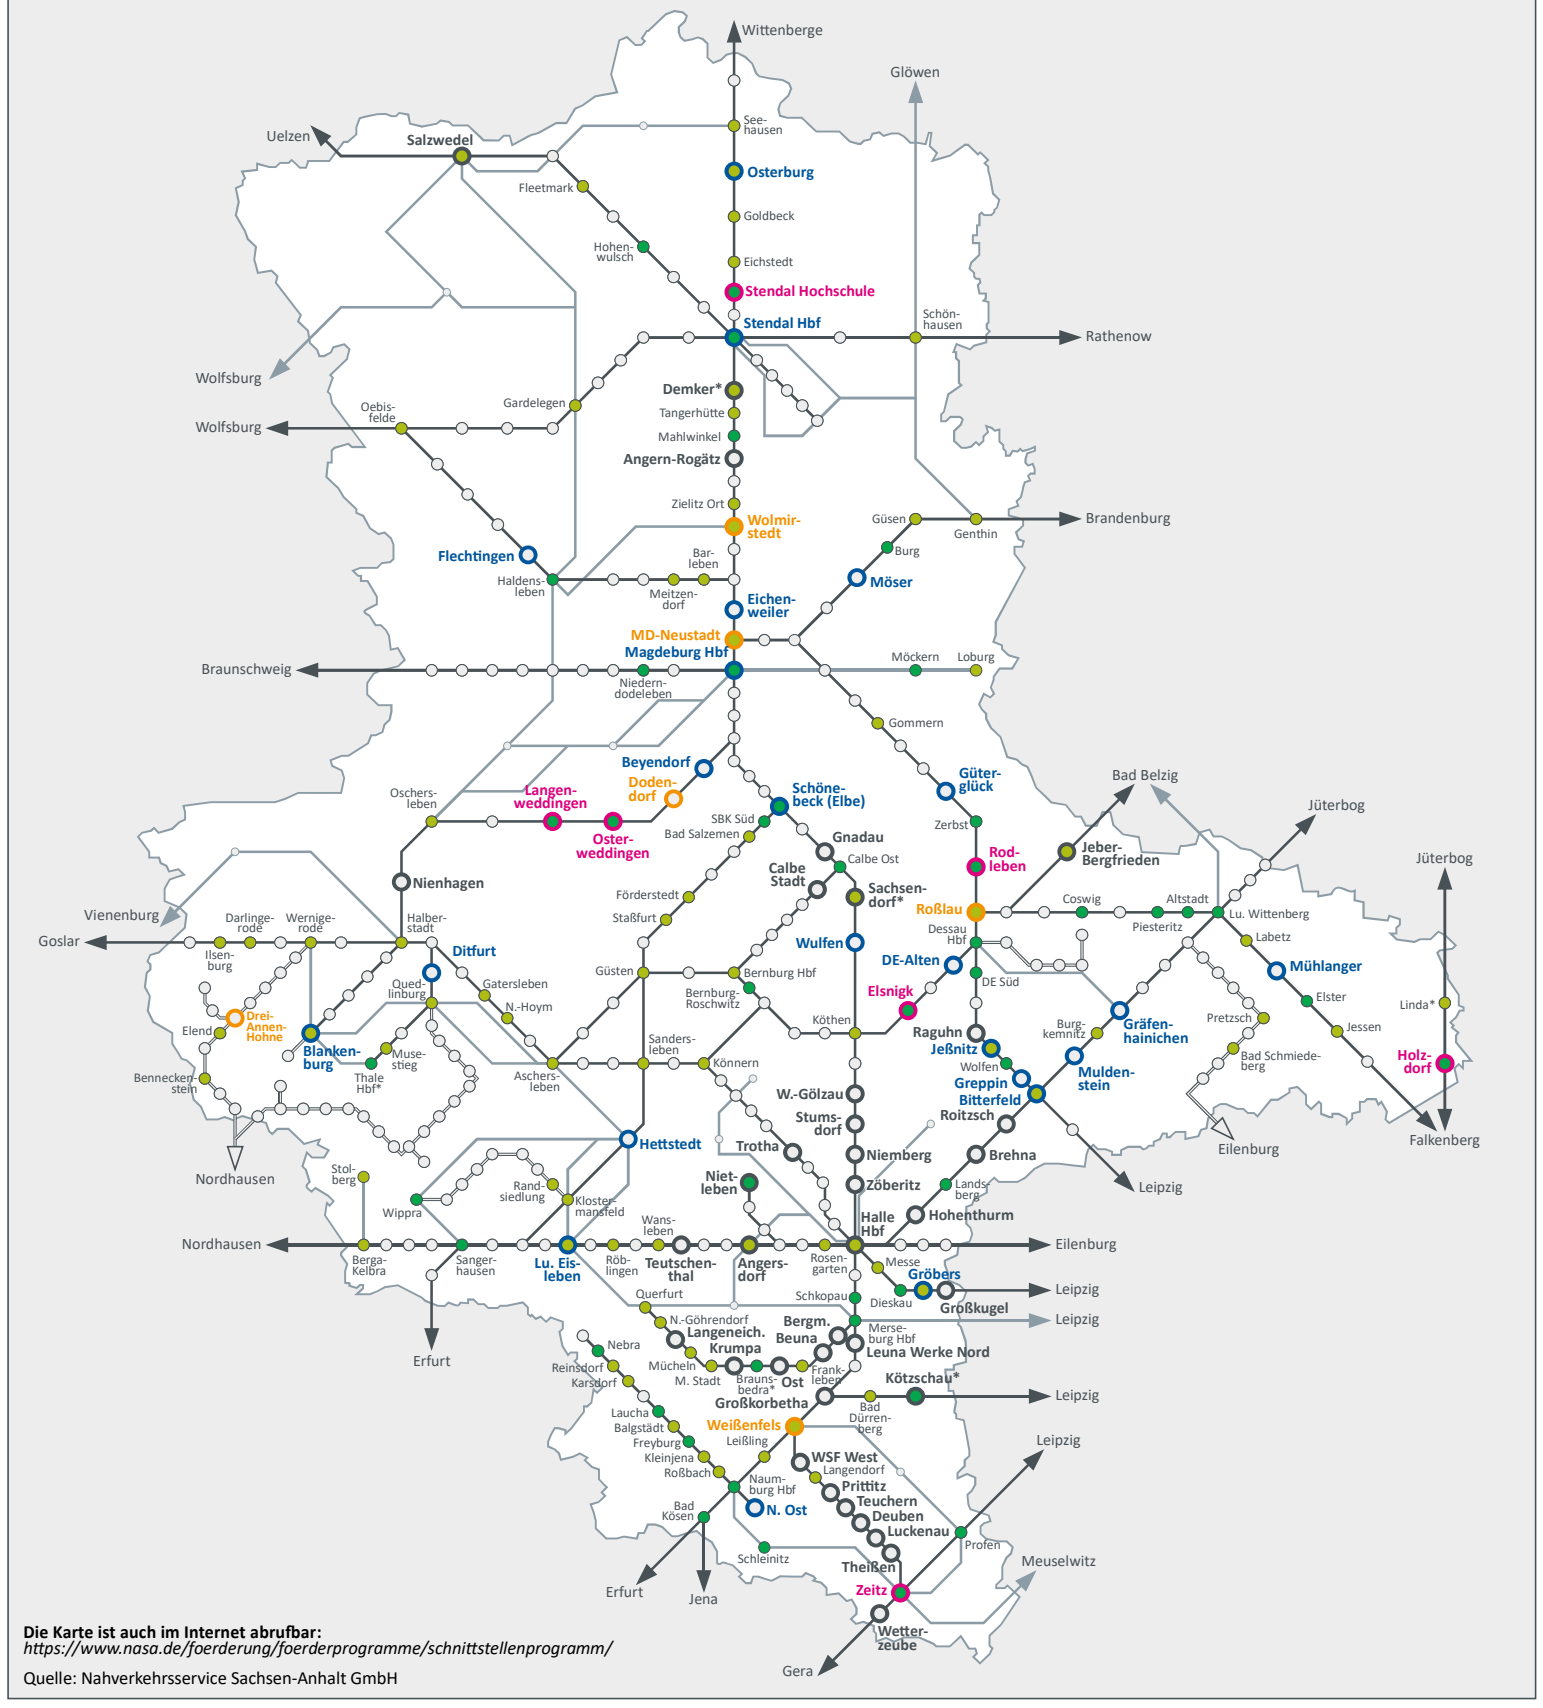 Wittenberge
Glöwen
Uelzen
Salzwedel
See-
hausen
Osterburg
Fleetmark
Goldbeck
Hohen-
wulsch
Eichstedt
Stendal Hochschule
Stendal Hbf
Schön-
hausen
Rathenow
Wolfsburg
Demker*
Oebis-
felde
Gardelegen
Tangerhütte
Wolfsburg
Mahlwinkel
Angern-Rogätz
Zielitz Ort
Wolmir-
stedt
Güsen
Brandenburg
Genthin
Flechtingen
Bar-
leben
Burg
Haldens-
leben
Möser
Meitzen-
dorf
Eichen-
weiler
MD-Neustadt
Magdeburg Hbf
Braunschweig
Möckern
Loburg
Niedern-
dodeleben
Gommern
Beyendorf
Doden-
dorf
Güter-
glück
Bad Belzig
Oschers-
leben
Langen-
weddingen
Schöne-
beck (Elbe)
Jüterbog
SBK Süd
Bad Salzemen
Zerbst
Oster-
weddingen
Gnadau
Calbe Ost
Rod-
leben
Jeber-
Bergfrieden
Jüterbog
Nienhagen
Calbe
Stadt
Sachsen-
dorf*
Förderstedt
Vienenburg
Darlinge-
rode
Wernige-
rode
Halber-
stadt
Staßfurt
Roßlau
Coswig
Altstadt
Lu. Wittenberg
Piesteritz
Goslar
Dessau
Hbf
Wulfen
Labetz
Ilsen-
burg
Ditfurt
DE-Alten
Mühlanger
Güsten
Bernburg Hbf
DE Süd
Qued-
linburg
Gatersleben
Bernburg-
Roschwitz
Elsnigk
Elster
Linda*
N.-Hoym
Köthen
Raguhn
Burg-
kemnitz
Gräfen-
hainichen
Pretzsch
Jessen
Drei-
Annen-
Hohne
Elend
Blanken-
burg
Muse-
stieg
Sanders-
leben
Jeßnitz
Bad Schmiede-
berg
Holz-
dorf
Thale
Hbf*
Aschers-
leben
Könnern
Wolfen
Mulden-
stein
Bennecken-
stein
Greppin
Bitterfeld
W.-Gölzau
Roitzsch
Stums-
dorf
Trotha
Hettstedt
Niemberg
Brehna
Falkenberg
Eilenburg
Nordhausen
Stol-
berg
Rand-
siedlung
Kloster-
mansfeld
Niet-
leben
Zöberitz
Lands-
berg
Leipzig
Wippra
Wans-
leben
Halle
Hbf
Hohenthurm
Nordhausen
Eilenburg
Berga-
Kelbra
Sanger-
hausen
Lu. Eis-
leben
Röb-
lingen
Teutschen-
thal
Angers-
dorf
Rosen-
garten
Messe
Gröbers
Leipzig
Schkopau
Dieskau
Großkugel
Querfurt
N.-Göhrendorf
Leipzig
Bergm.
Beuna
Merse-
burg Hbf
Langeneich.
Krumpa
Leuna Werke Nord
Erfurt
Nebra
Reinsdorf
Mücheln
M. Stadt
Brauns-
bedra*
Ost
Frank-
leben
Karsdorf
Kötzschau*
Leipzig
Großkorbetha
Bad
Dürren-
berg
Laucha
Balgstädt
Weißenfels
Freyburg
Leißling
Leipzig
Kleinjena
WSF West
Roßbach
Langendorf
Naum-
burg Hbf
Prittitz
Teuchern
Bad
Kösen
N. Ost
Deuben
Luckenau
Profen
Schleinitz
Theißen
Meuselwitz
Erfurt
Jena
Zeitz
Wetter-
zeube
Gera
Die Karte ist auch im Internet abrufbar:
https://www.nasa.de/foerderung/foerderprogramme/schnittstellenprogramm/
Quelle: Nahverkehrsservice Sachsen-Anhalt GmbH